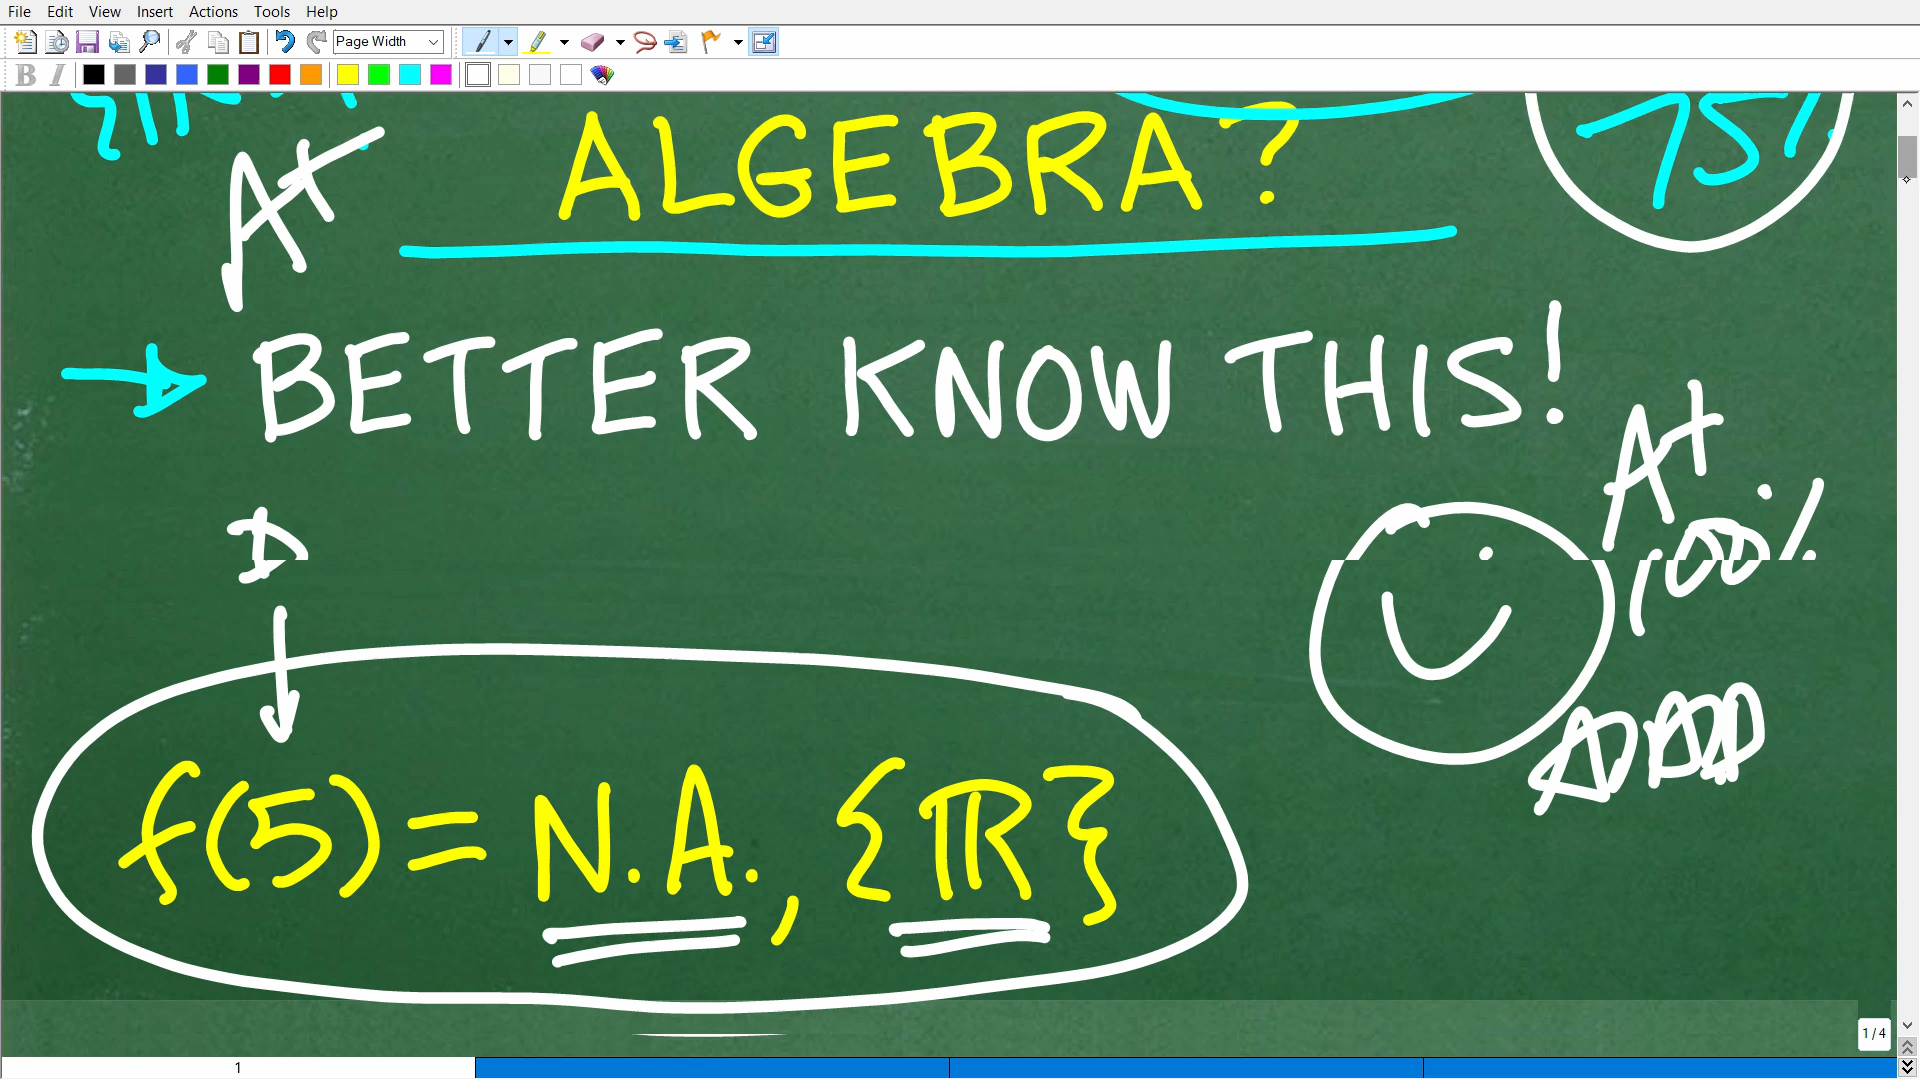 File Edit View Insert Actions Tools Help
Page Width
B I
ALGEBRA?
75%
A+
BETTER KNOW THIS!
A+
100%
D
f(5) = N.A., {ℝ}
1 / 4
1